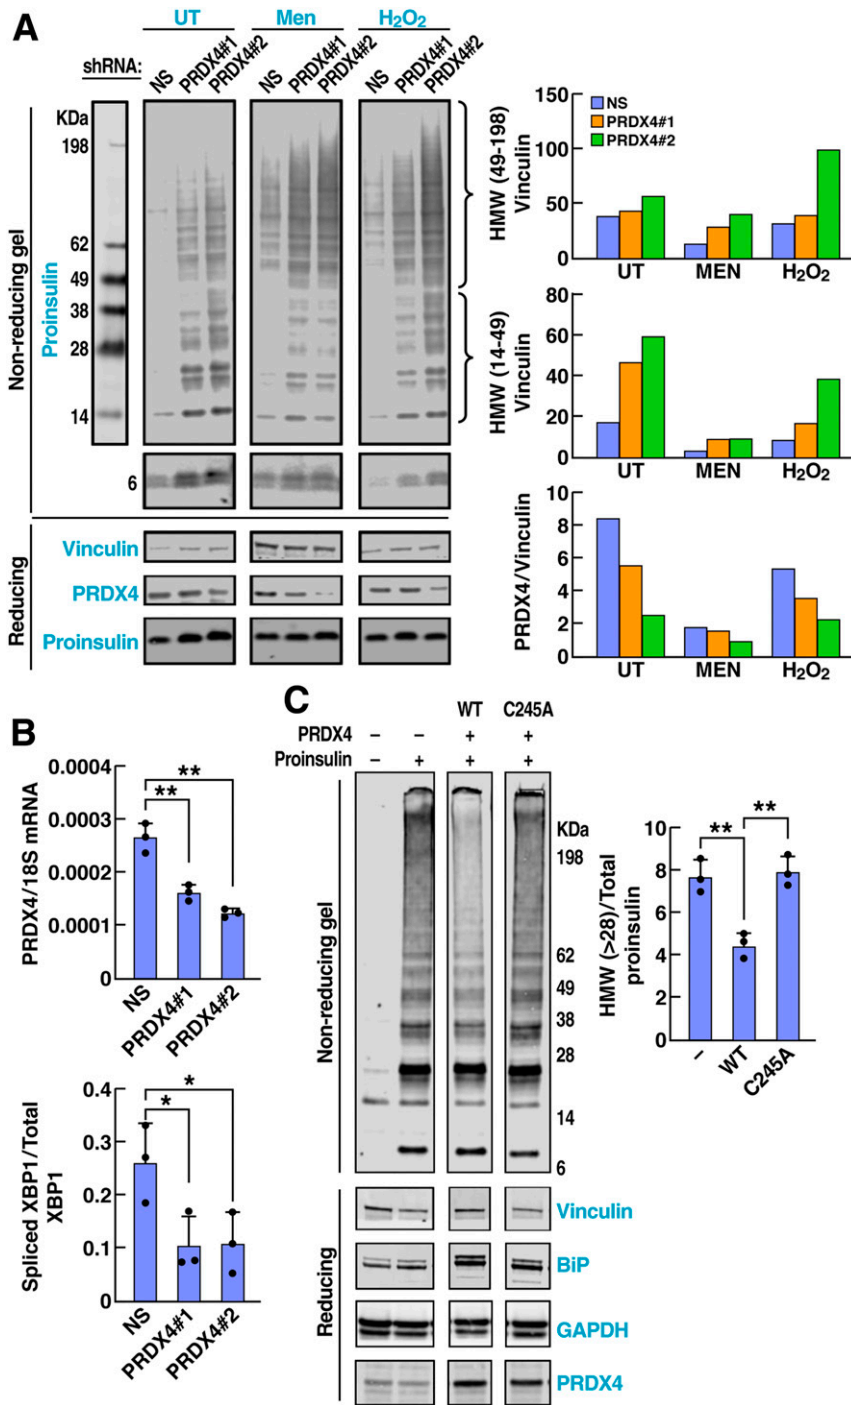 A
UT
Men
H₂O₂
shRNA:
NS
PRDX4#1
PRDX4#2
NS
PRDX4#1
PRDX4#2
NS
PRDX4#1
PRDX4#2
Non-reducing gel
Proinsulin
KDa
198
62
49
38
28
14
6
Reducing
Vinculin
PRDX4
Proinsulin
HMW (49-198)
Vinculin
150
100
50
0
NS
PRDX4#1
PRDX4#2
UT
MEN
H₂O₂
HMW (14-49)
Vinculin
80
60
40
20
0
UT
MEN
H₂O₂
PRDX4/Vinculin
8
6
4
2
0
UT
MEN
H₂O₂
B
PRDX4/18S mRNA
0.0004
0.0003
0.0002
0.0001
0
**
**
NS
PRDX4#1
PRDX4#2
Spliced XBP1/Total
XBP1
0.4
0.3
0.2
0.1
0
*
*
NS
PRDX4#1
PRDX4#2
C
WT
C245A
PRDX4
–
–
+
+
Proinsulin
–
+
+
+
Non-reducing gel
KDa
198
62
49
38
28
14
6
Reducing
Vinculin
BiP
GAPDH
PRDX4
HMW (>28)/Total
proinsulin
10
8
6
4
2
0
**
**
–
WT
C245A